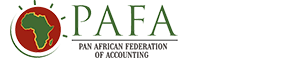 PAFA
PAN AFRICAN FEDERATION
OF ACCOUNTING